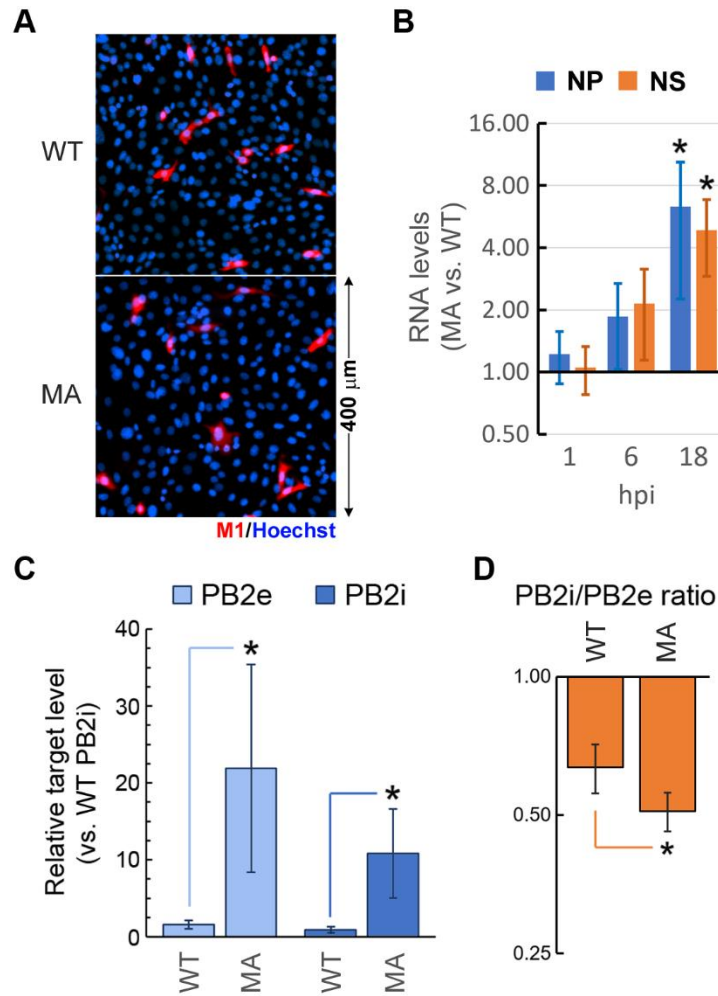 A
WT
MA
400 µm
M1/Hoechst
B
NP NS
RNA levels
(MA vs. WT)
16.00
8.00
4.00
2.00
1.00
0.50
* *
1 6 18
hpi
C
PB2e PB2i
Relative target level
(vs. WT PB2i)
40
30
20
10
0
* *
WT MA WT MA
D
PB2i/PB2e ratio
WT MA
1.00
0.50
0.25
*